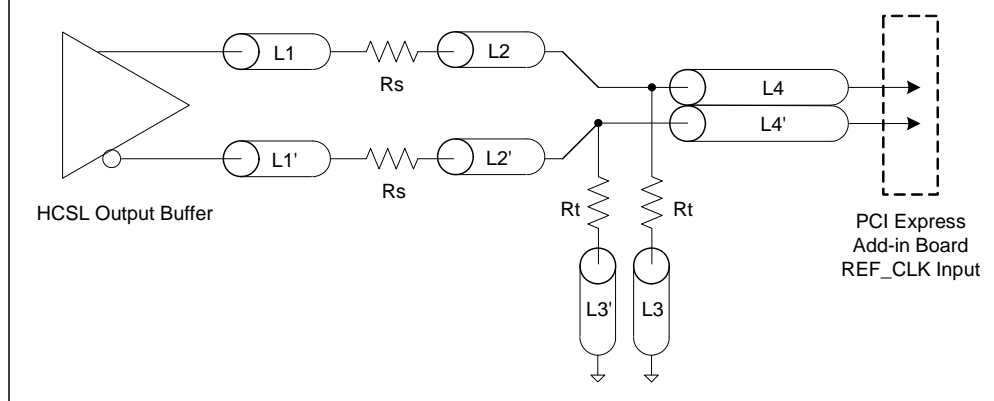 L1
Rs
L2
L4
L4'
L1'
Rs
L2'
HCSL Output Buffer
Rt
Rt
L3'
L3
PCI Express
Add-in Board
REF_CLK Input